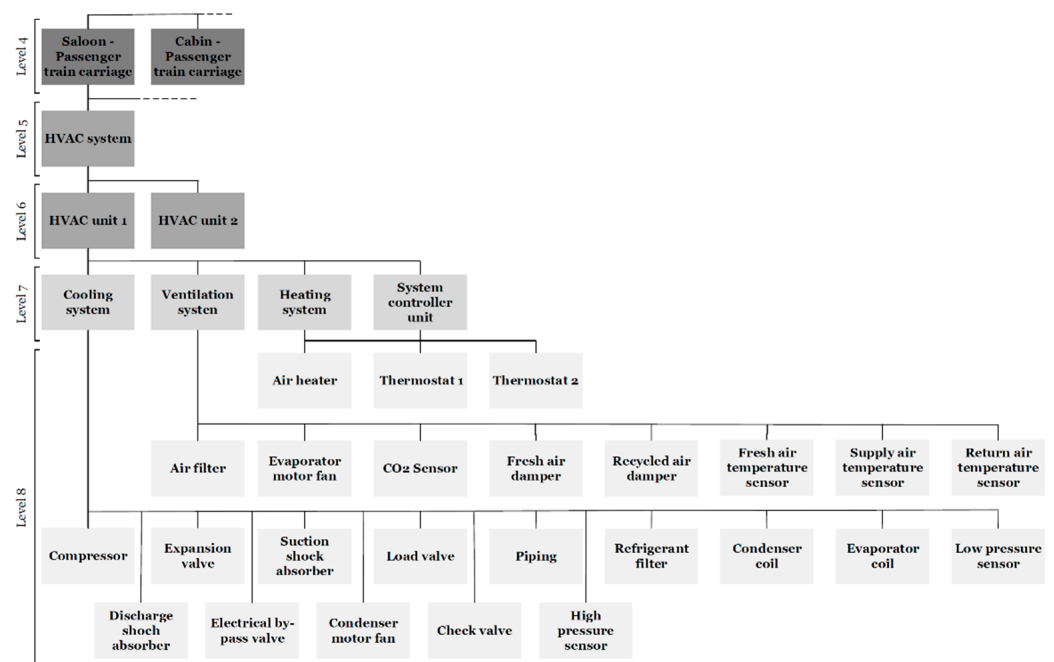 Level 4
Saloon -
Passenger
train carriage
Cabin -
Passenger
train carriage
Level 5
HVAC system
Level 6
HVAC unit 1
HVAC unit 2
Level 7
Cooling
system
Ventilation
systen
Heating
system
System
controller
unit
Level 8
Air heater
Thermostat 1
Thermostat 2
Air filter
Evaporator
motor fan
CO2 Sensor
Fresh air
damper
Recycled air
damper
Fresh air
temperature
sensor
Supply air
temperature
sensor
Return air
temperature
sensor
Compressor
Expansion
valve
Suction
shock
absorber
Load valve
Piping
Refrigerant
filter
Condenser
coil
Evaporator
coil
Low pressure
sensor
Discharge
shoch
absorber
Electrical by-
pass valve
Condenser
motor fan
Check valve
High
pressure
sensor